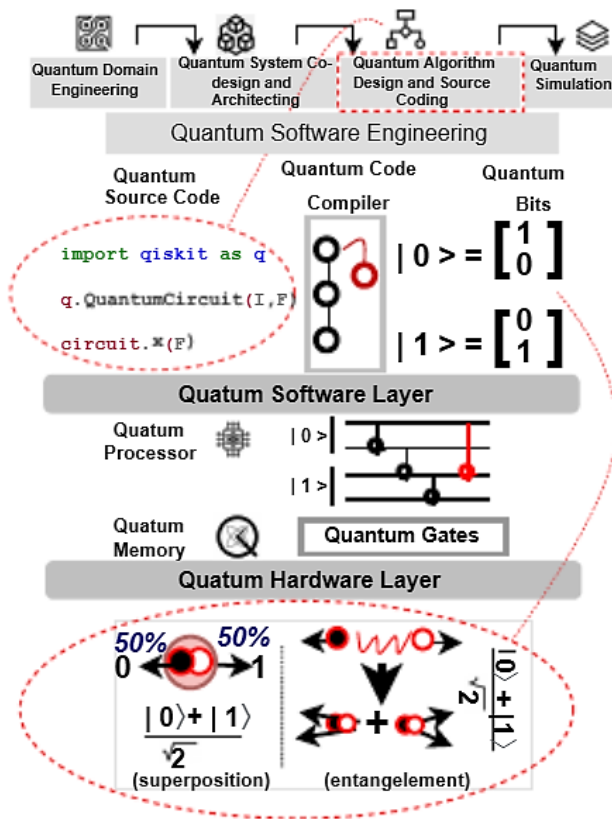 Quantum Domain
Engineering
Quantum System Co-
design and
Architecting
Quantum Algorithm
Design and Source
Coding
Quantum
Simulation
Quantum Software Engineering
Quantum
Source Code
Quantum Code
Compiler
Quantum
Bits
import qiskit as q
q.QuantumCircuit(I,F)
circuit.x(F)
| 0 > = [1 0]
| 1 > = [0 1]
Quatum Software Layer
Quatum
Processor
| 0 >
| 1 >
Quatum
Memory
Quantum Gates
Quatum Hardware Layer
50% 50%
0 1
| 0⟩+ | 1⟩
√2
(superposition)
+
|0⟩ + |1⟩
√2
(entangelement)